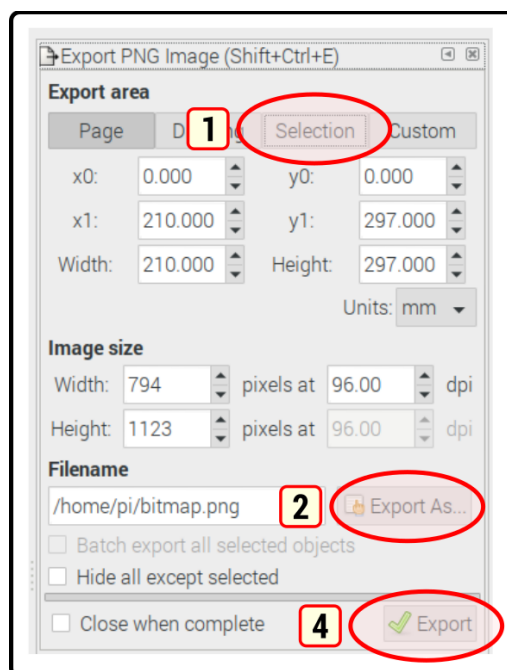 Export PNG Image (Shift+Ctrl+E)
Export area
Page D 1 g Selection Custom
x0: 0.000 y0: 0.000
x1: 210.000 y1: 297.000
Width: 210.000 Height: 297.000
Units: mm
Image size
Width: 794 pixels at 96.00 dpi
Height: 1123 pixels at 96.00 dpi
Filename
/home/pi/bitmap.png 2 Export As...
Batch export all selected objects
Hide all except selected
Close when complete 4 Export